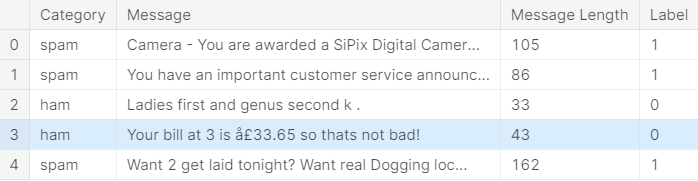 Category Message Message Length Label
0 spam Camera - You are awarded a SiPix Digital Camer... 105 1
1 spam You have an important customer service announc... 86 1
2 ham Ladies first and genus second k . 33 0
3 ham Your bill at 3 is å£33.65 so thats not bad! 43 0
4 spam Want 2 get laid tonight? Want real Dogging loc... 162 1